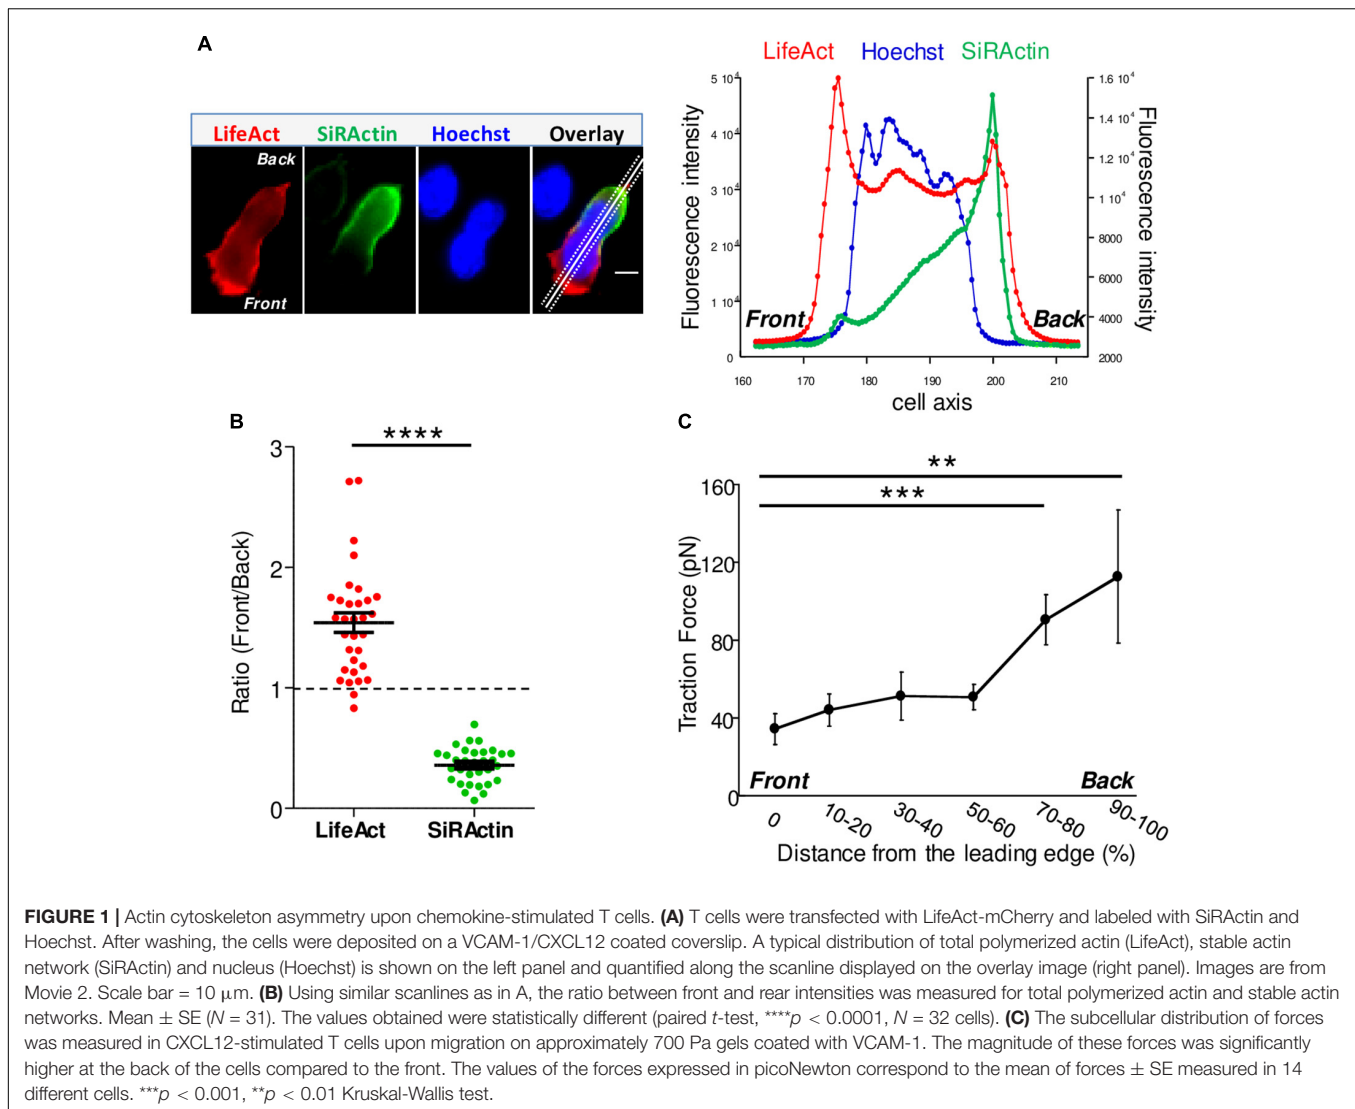 A
LifeAct SiRActin Hoechst Overlay
Back
Front
LifeAct Hoechst SiRActin
Fluorescence intensity
5 10⁴
4 10⁴
3 10⁴
2 10⁴
1 10⁴
0
1.6 10⁴
1.4 10⁴
1.2 10⁴
1 10⁴
8000
6000
4000
2000
Fluorescence intensity
Front Back
160 170 180 190 200 210
cell axis
B
****
Ratio (Front/Back)
3
2
1
0
LifeAct SiRActin
C
**
***
Traction Force (pN)
160
120
80
40
0
Front Back
0 10-20 30-40 50-60 70-80 90-100
Distance from the leading edge (%)
FIGURE 1 | Actin cytoskeleton asymmetry upon chemokine-stimulated T cells. (A) T cells were transfected with LifeAct-mCherry and labeled with SiRActin and
Hoechst. After washing, the cells were deposited on a VCAM-1/CXCL12 coated coverslip. A typical distribution of total polymerized actin (LifeAct), stable actin
network (SiRActin) and nucleus (Hoechst) is shown on the left panel and quantified along the scanline displayed on the overlay image (right panel). Images are from
Movie 2. Scale bar = 10 μm. (B) Using similar scanlines as in A, the ratio between front and rear intensities was measured for total polymerized actin and stable actin
networks. Mean ± SE (N = 31). The values obtained were statistically different (paired t-test, ****p < 0.0001, N = 32 cells). (C) The subcellular distribution of forces
was measured in CXCL12-stimulated T cells upon migration on approximately 700 Pa gels coated with VCAM-1. The magnitude of these forces was significantly
higher at the back of the cells compared to the front. The values of the forces expressed in picoNewton correspond to the mean of forces ± SE measured in 14
different cells. ***p < 0.001, **p < 0.01 Kruskal-Wallis test.